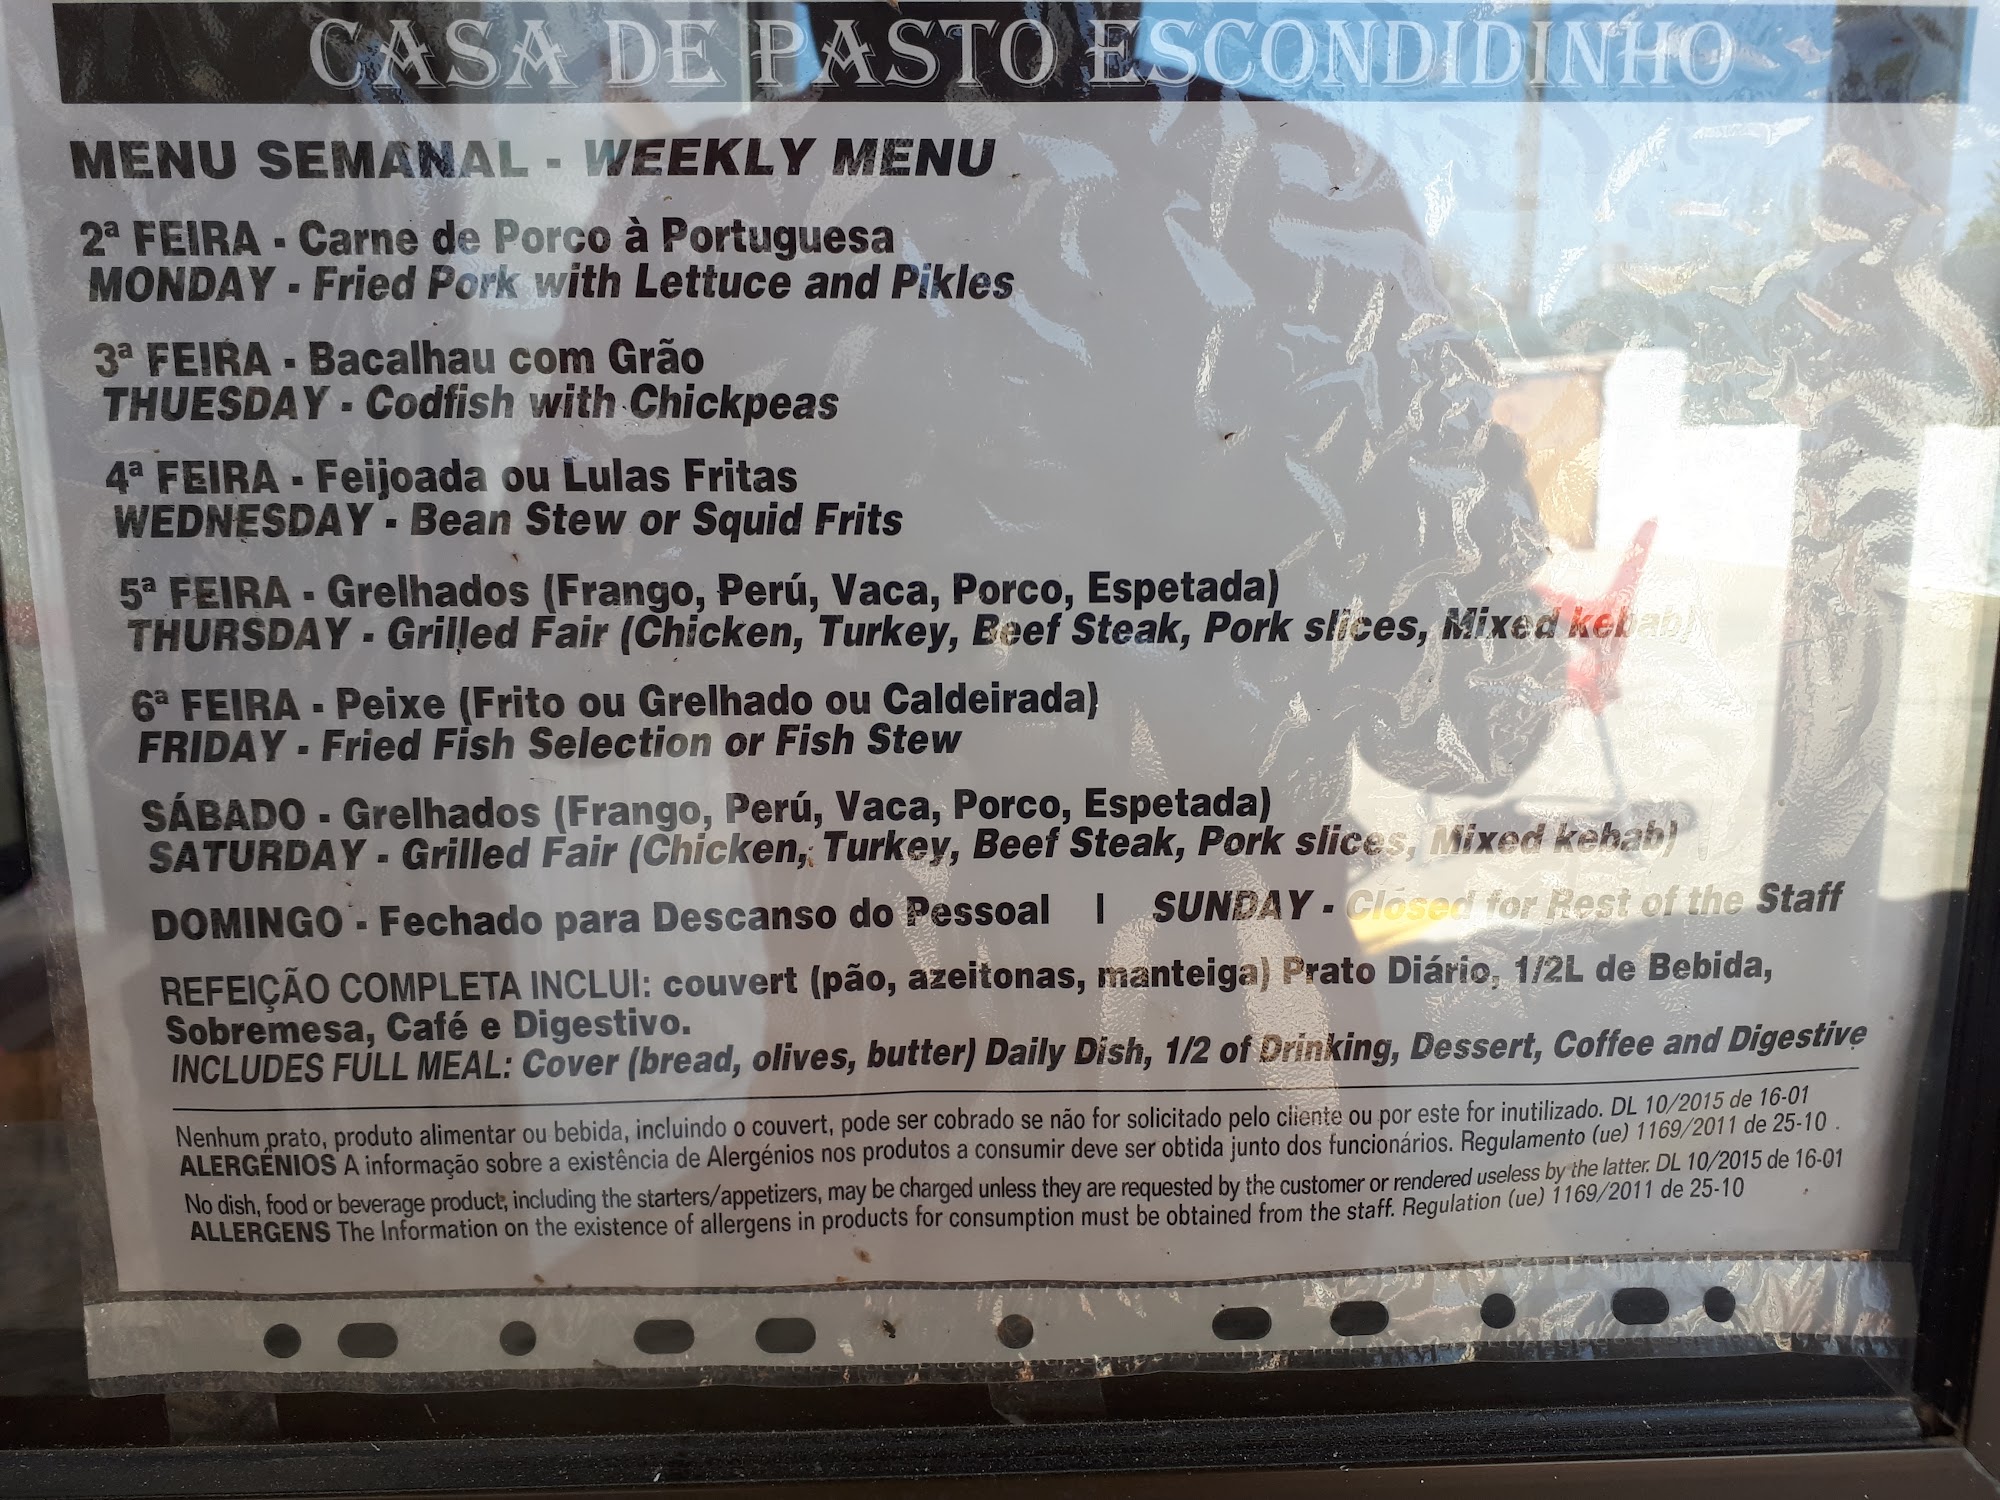 CASA DE PASTO ESCONDIDINHO
MENU SEMANAL - WEEKLY MENU
2ª FEIRA - Carne de Porco à Portuguesa
MONDAY - Fried Pork with Lettuce and Pikles
3ª FEIRA - Bacalhau com Grão
THUESDAY - Codfish with Chickpeas
4ª FEIRA - Feijoada ou Lulas Fritas
WEDNESDAY - Bean Stew or Squid Frits
5ª FEIRA - Grelhados (Frango, Perú, Vaca, Porco, Espetada)
THURSDAY - Grilled Fair (Chicken, Turkey, Beef Steak, Pork slices, Mixed kebab)
6ª FEIRA - Peixe (Frito ou Grelhado ou Caldeirada)
FRIDAY - Fried Fish Selection or Fish Stew
SÁBADO - Grelhados (Frango, Perú, Vaca, Porco, Espetada)
SATURDAY - Grilled Fair (Chicken, Turkey, Beef Steak, Pork slices, Mixed kebab)
DOMINGO - Fechado para Descanso do Pessoal | SUNDAY - Closed for Rest of the Staff
REFEIÇÃO COMPLETA INCLUI: couvert (pão, azeitonas, manteiga) Prato Diário, 1/2L de Bebida,
Sobremesa, Café e Digestivo.
INCLUDES FULL MEAL: Cover (bread, olives, butter) Daily Dish, 1/2 of Drinking, Dessert, Coffee and Digestive
Nenhum prato, produto alimentar ou bebida, incluindo o couvert, pode ser cobrado se não for solicitado pelo cliente ou por este for inutilizado. DL 10/2015 de 16-01
ALERGÉNIOS A informação sobre a existência de Alergénios nos produtos a consumir deve ser obtida junto dos funcionários. Regulamento (ue) 1169/2011 de 25-10 .
No dish, food or beverage product, including the starters/appetizers, may be charged unless they are requested by the customer or rendered useless by the latter. DL 10/2015 de 16-01
ALLERGENS The Information on the existence of allergens in products for consumption must be obtained from the staff. Regulation (ue) 1169/2011 de 25-10